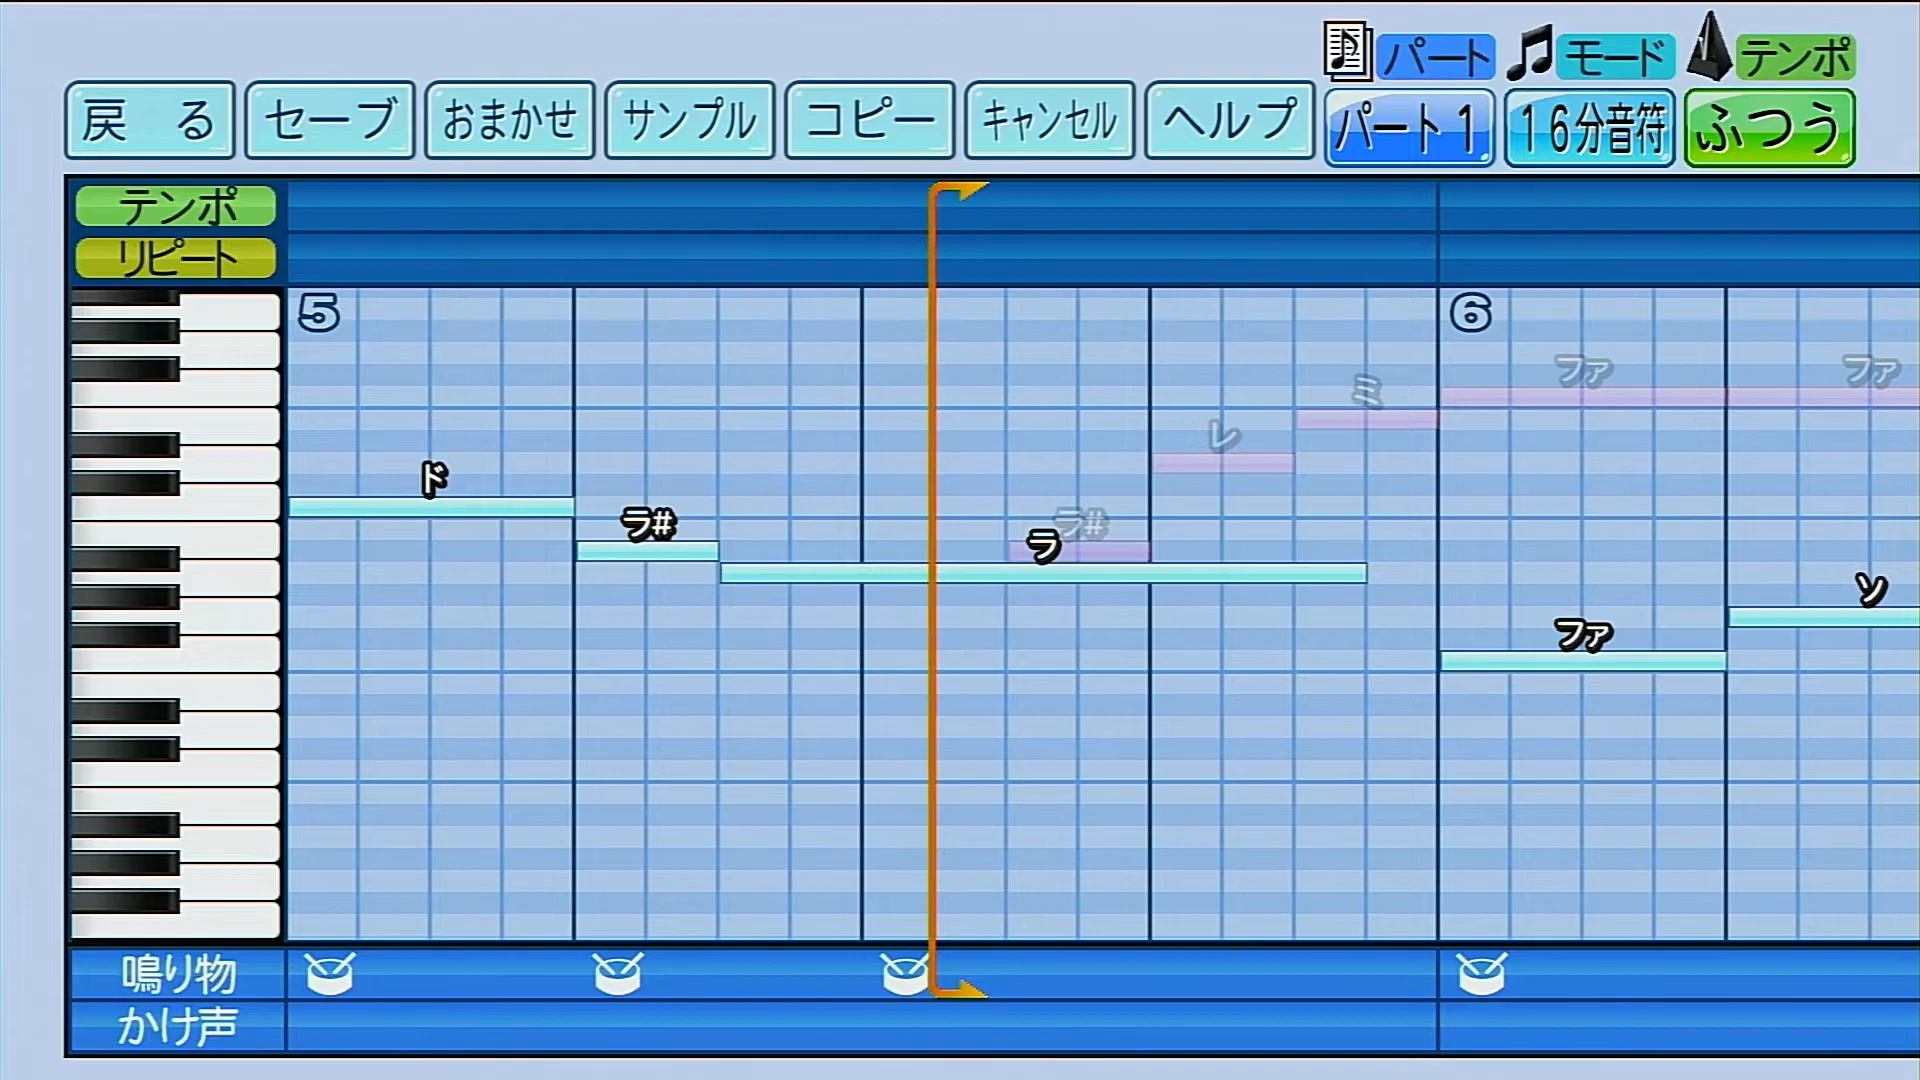 パート モード テンポ
戻る セーブ おまかせ サンプル コピー キャンセル ヘルプ パート1 16分音符 ふつう
テンポ
リピート
5 6
ファ ファ
ミ
レ
ド
ラ# ラ#
ラ
ソ
ファ
鳴り物
かけ声